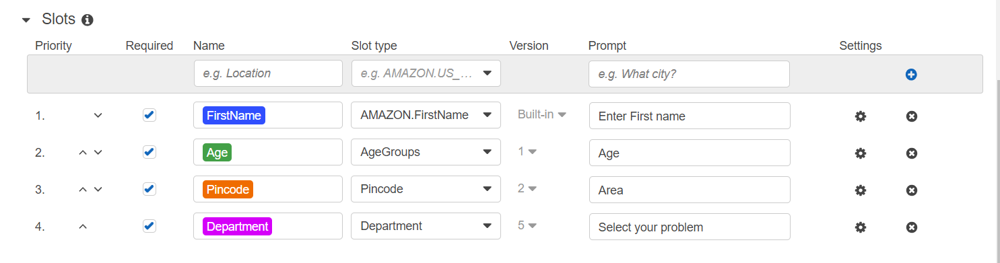 Slots
Priority Required Name Slot type Version Prompt Settings
e.g. Location e.g. AMAZON.US_... e.g. What city?
1. FirstName AMAZON.FirstName Built-in Enter First name
2. Age AgeGroups 1 Age
3. Pincode Pincode 2 Area
4. Department Department 5 Select your problem